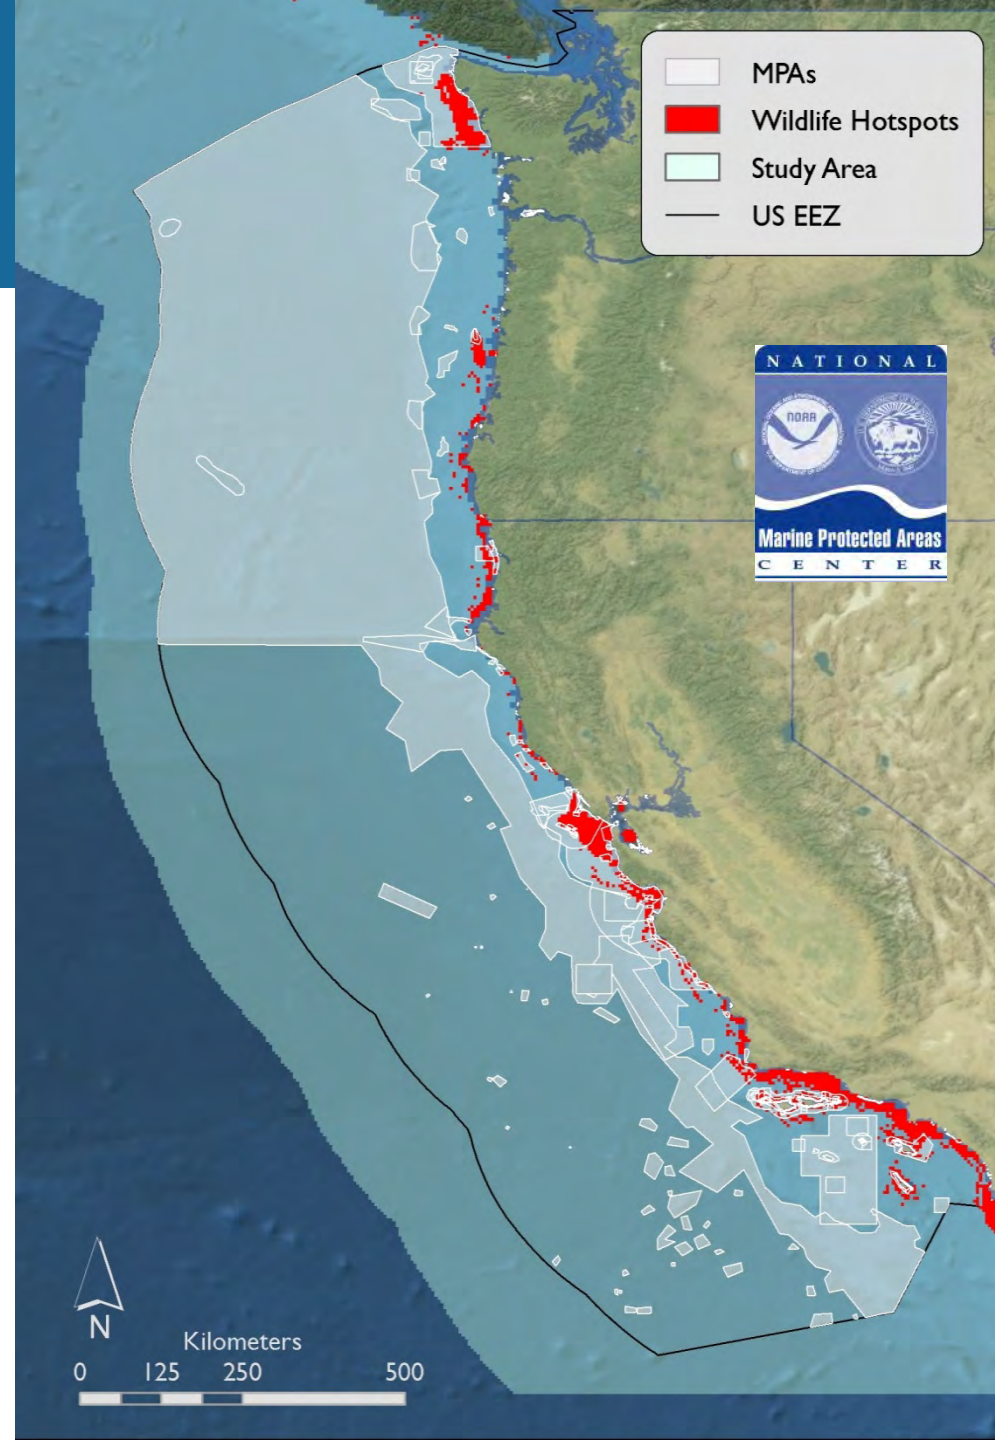 MPAs
Wildlife Hotspots
Study Area
US EEZ
NATIONAL
NOAA
Marine Protected Areas
CENTER
N
Kilometers
0 125 250 500